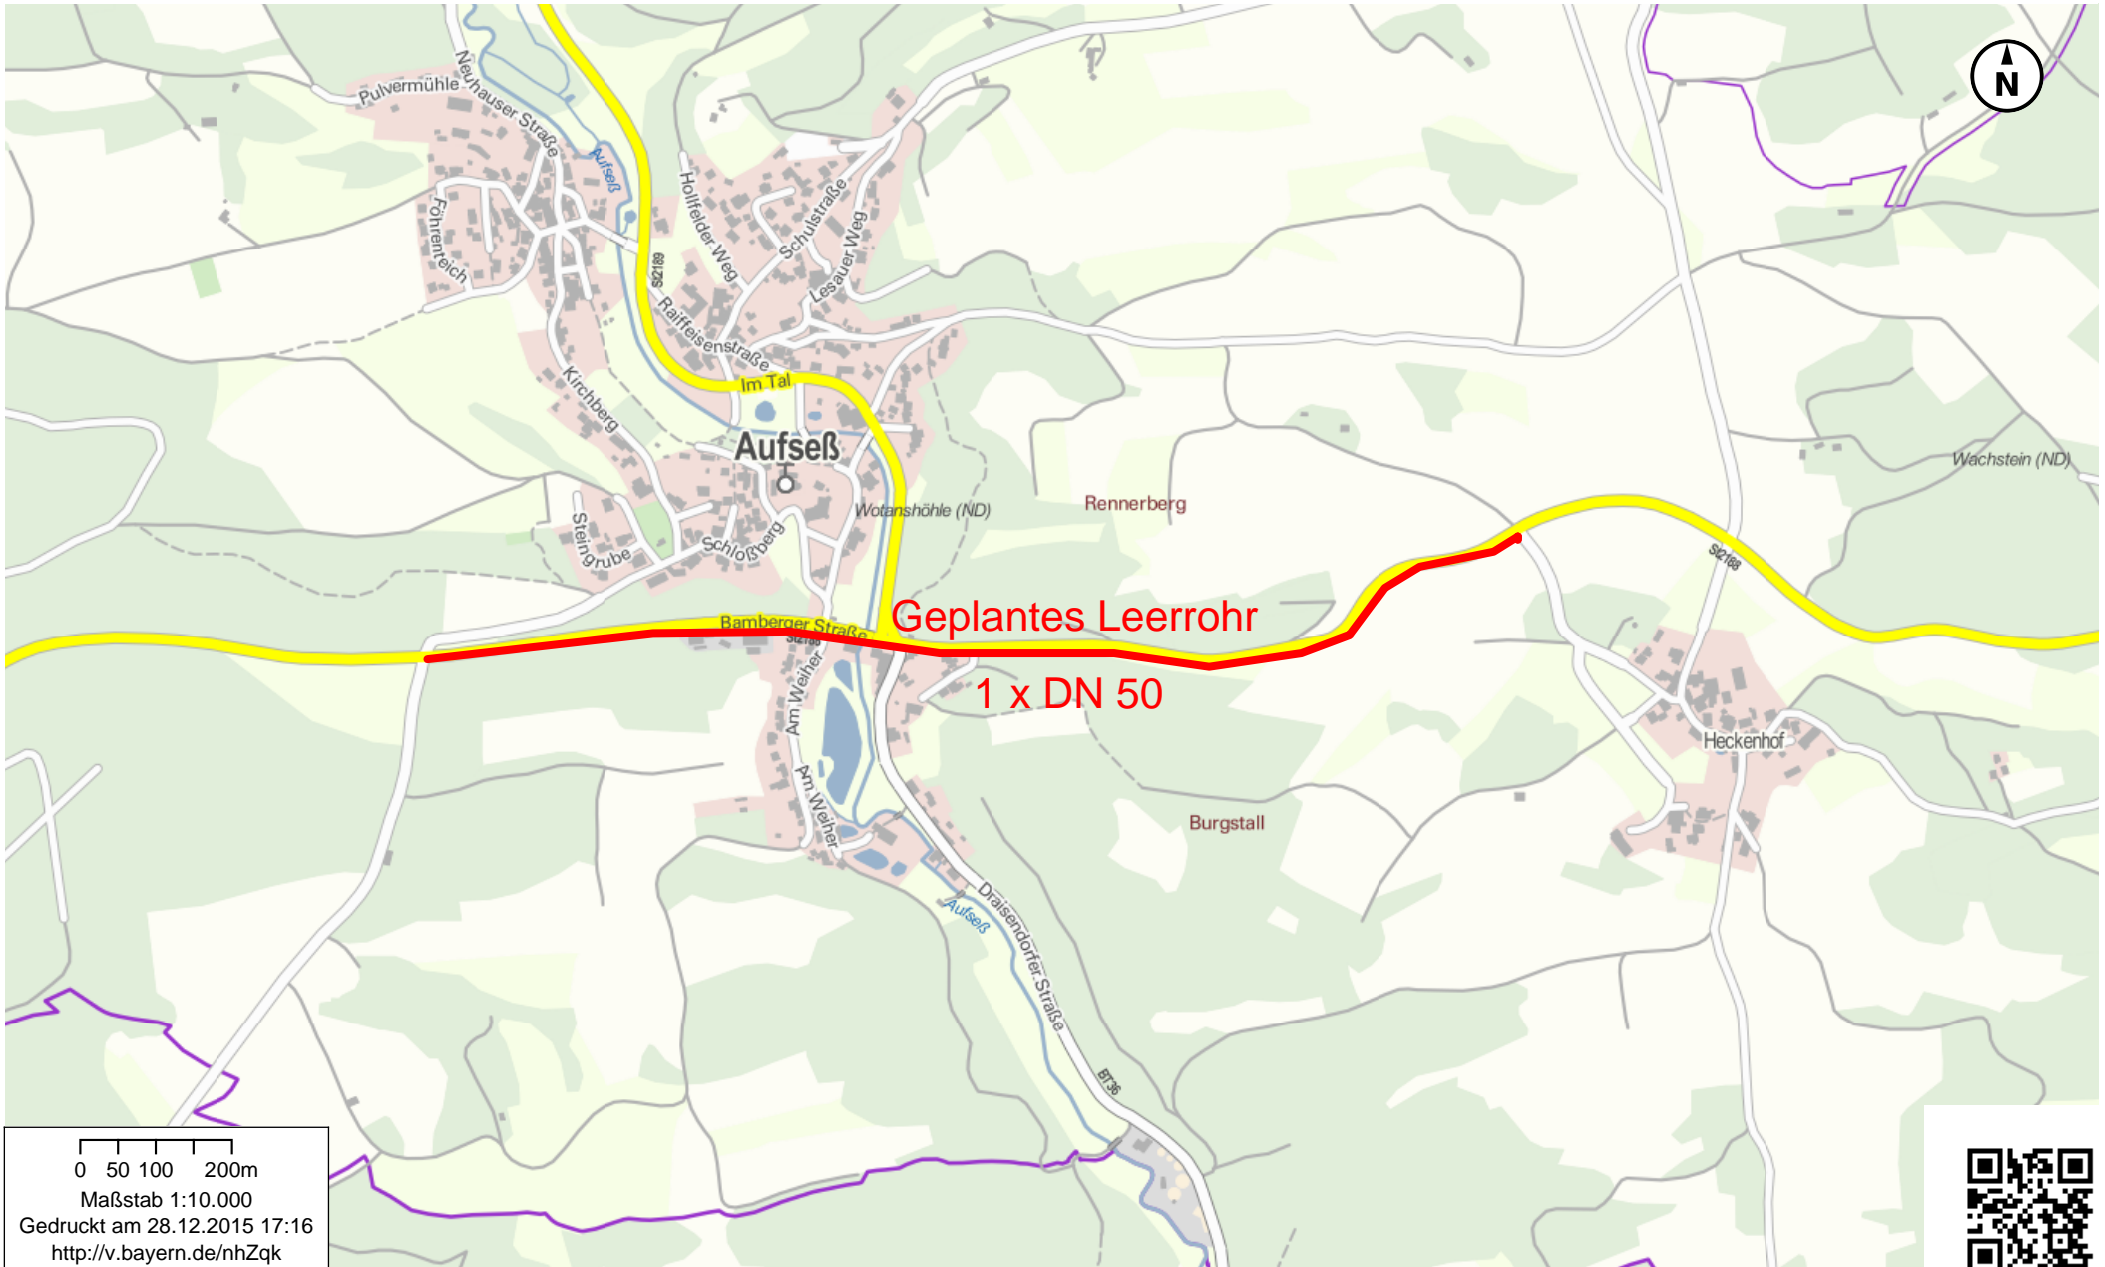 N
Pulvermühle
Neuhauser Straße
Aufseß
Föhrenteich
Hollfelder Weg
Schulstraße
Lesauer Weg
St2189
Raiffeisenstraße
Im Tal
Kirchberg
Aufseß
Wotanshöhle (ND)
Rennerberg
Wachstein (ND)
Steingrube
Schloßberg
St2188
Geplantes Leerrohr
Bamberger Straße
St2188
1 x DN 50
Am Weiher
Am Weiher
Heckenhof
Burgstall
Aufseß
Draisendorfer Straße
BT36
0 50 100 200m
Maßstab 1:10.000
Gedruckt am 28.12.2015 17:16
http://v.bayern.de/nhZqk